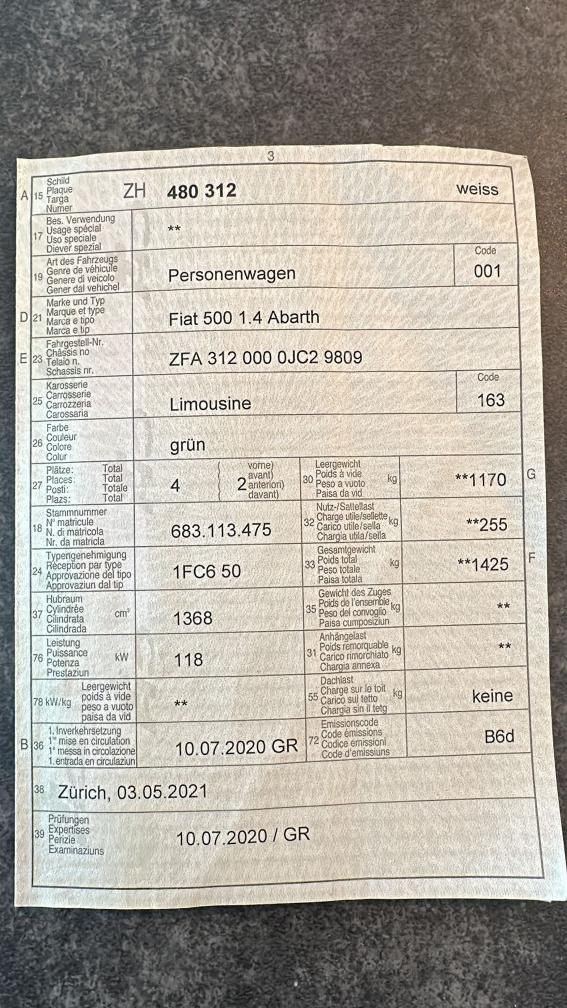 3
A 15 Schild
Plaque
Targa
Numer
ZH 480 312 weiss
17 Bes. Verwendung
Usage spécial
Uso speciale
Diever spezial
**
19 Art des Fahrzeugs
Genre de véhicule
Genere di veicolo
Gener dal vehichel
Personenwagen
Code
001
D 21 Marke und Typ
Marque et type
Marca e tipo
Marca e tip
Fiat 500 1.4 Abarth
E 23 Fahrgestell-Nr.
Châssis no
Telaio n.
Schassis nr.
ZFA 312 000 0JC2 9809
25 Karosserie
Carrosserie
Carrozzeria
Carossaria
Limousine
Code
163
26 Farbe
Couleur
Colore
Colur
grün
27 Plätze: Total
Places: Total
Posti: Totale
Plazs: Total
4
2
vorne)
avant)
anteriori)
davant)
30 Leergewicht
Poids à vide
Peso a vuoto
Paisa da vid
kg
**1170
G
18 Stammnummer
N° matricule
N. di matricola
Nr. da matricla
683.113.475
32 Nutz-/Sattellast
Charge utile/sellette
Carico utile/sella
Chargia utila/sella
kg
**255
24 Typengenehmigung
Réception par type
Approvazione del tipo
Approvaziun dal tip
1FC6 50
33 Gesamtgewicht
Poids total
Peso totale
Paisa totala
kg
**1425
F
37 Hubraum
Cylindrée
Cilindrata
Cilindrada
cm³
1368
35 Gewicht des Zuges
Poids de l'ensemble
Peso del convoglio
Paisa cumposiziun
kg
**
76 Leistung
Puissance
Potenza
Prestaziun
kW
118
31 Anhängelast
Poids remorquable
Carico rimorchiato
Chargia annexa
kg
**
78 kW/kg Leergewicht
poids à vide
peso a vuoto
paisa da vid
**
55 Dachlast
Charge sur le toit
Carico sul tetto
Chargia sin il tetg
kg
keine
B 36 1. Inverkehrsetzung
1re mise en circulation
1a messa in circolazione
1. entrada en circulaziun
10.07.2020 GR
72 Emissionscode
Code émissions
Codice emissioni
Code d'emissiuns
B6d
38 Zürich, 03.05.2021
39 Prüfungen
Expertises
Perizie
Examinaziuns
10.07.2020 / GR